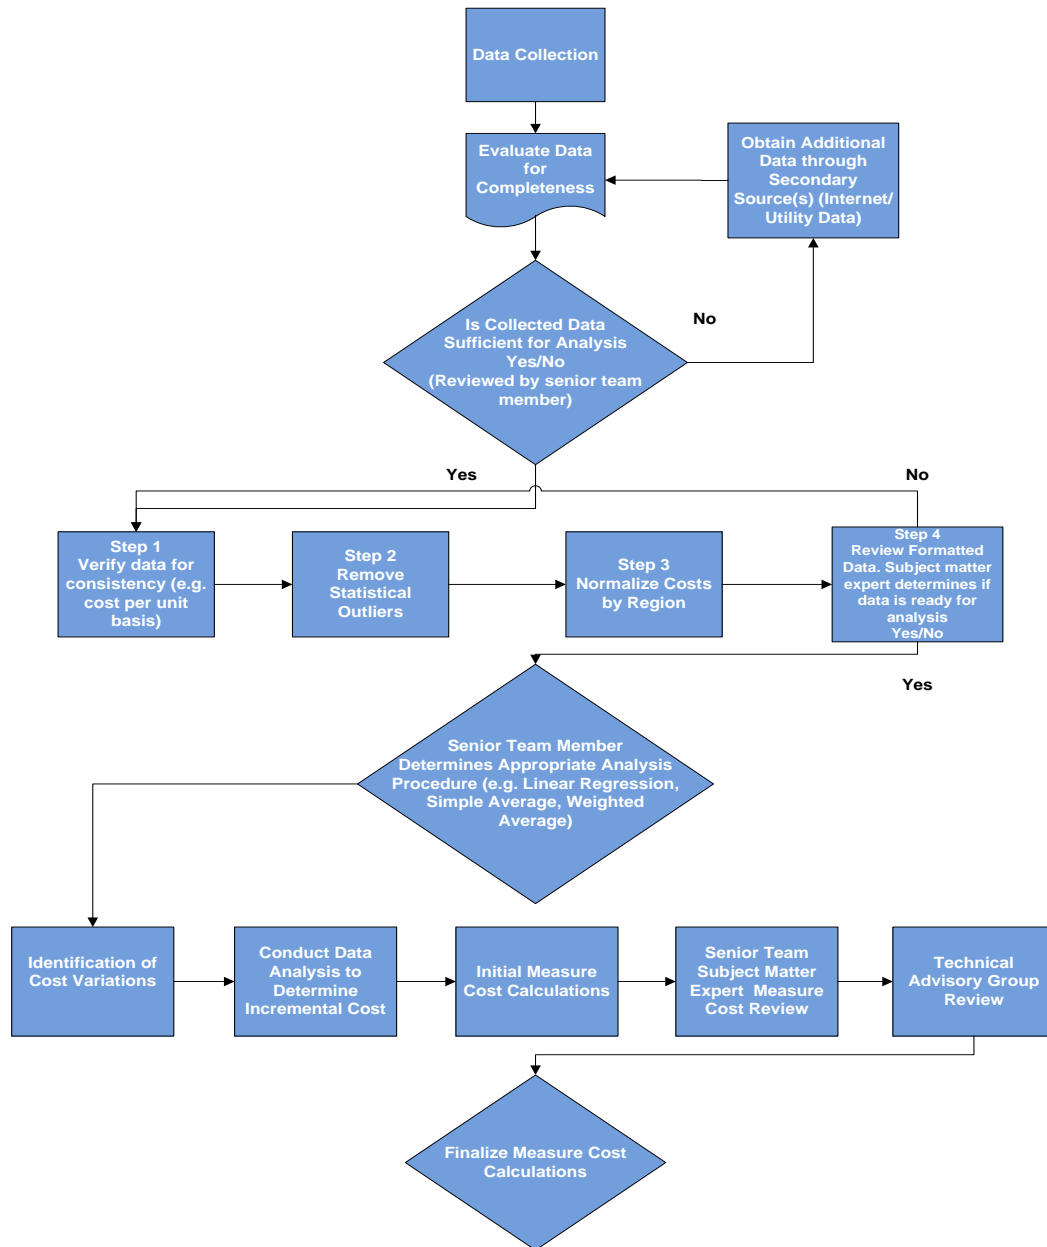 Data Collection
Evaluate Data
for
Completeness
Obtain Additional
Data through
Secondary
Source(s) (Internet/
Utility Data)
Is Collected Data
Sufficient for Analysis
Yes/No
(Reviewed by senior team
member)
No
Yes
No
Step 1
Verify data for
consistency (e.g.
cost per unit
basis)
Step 2
Remove
Statistical
Outliers
Step 3
Normalize Costs
by Region
Step 4
Review Formatted
Data. Subject matter
expert determines if
data is ready for
analysis
Yes/No
Yes
Senior Team Member
Determines Appropriate Analysis
Procedure (e.g. Linear Regression,
Simple Average, Weighted
Average)
Identification of
Cost Variations
Conduct Data
Analysis to
Determine
Incremental Cost
Initial Measure
Cost Calculations
Senior Team
Subject Matter
Expert  Measure
Cost Review
Technical
Advisory Group
Review
Finalize Measure Cost
Calculations